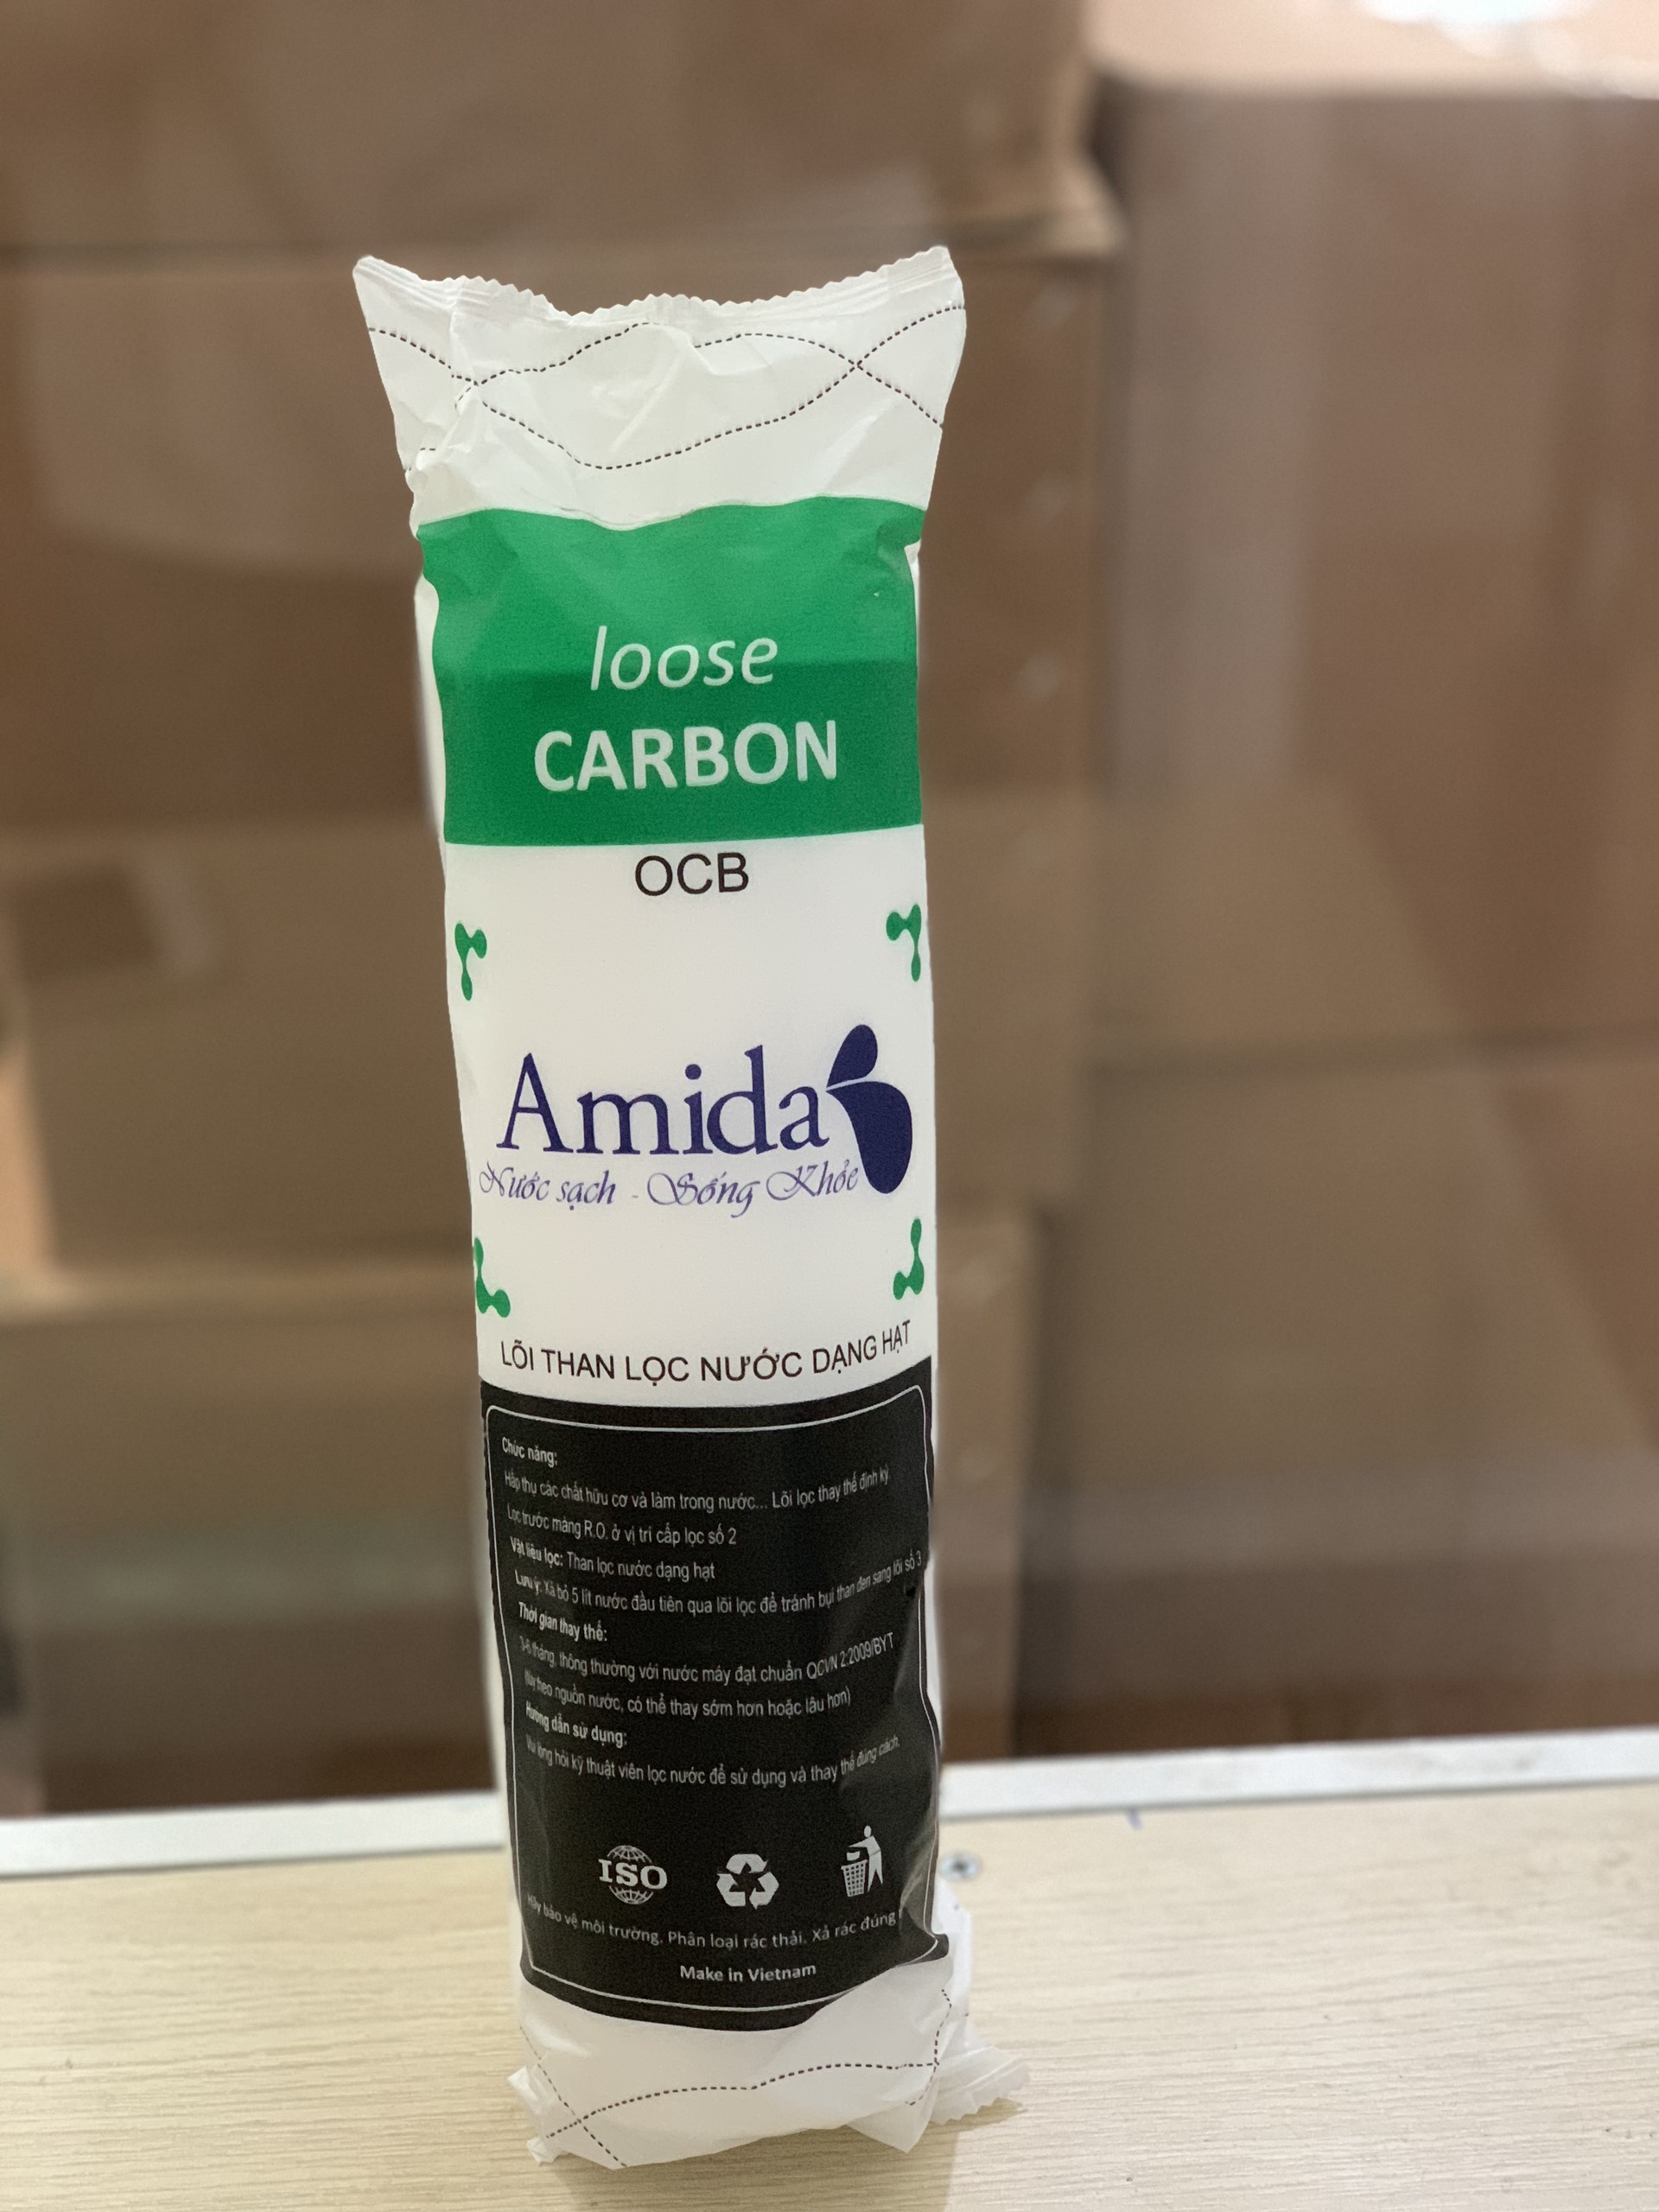 loose
CARBON
OCB
Amida
Nước sạch - Sống Khỏe
LÕI THAN LỌC NƯỚC DẠNG HẠT
Chức năng:
Hấp thụ các chất hữu cơ và làm trong nước... Lõi lọc thay thế định kỳ
Lọc trước màng R.O. ở vị trí cấp lọc số 2
Vật liệu lọc: Than lọc nước dạng hạt
Lưu ý: Xả bỏ 5 lít nước đầu tiên qua lõi lọc để tránh bụi than đen sang lõi số 3
Thời gian thay thế:
3-6 tháng, thông thường với nước máy đạt chuẩn QCVN 2:2009/BYT
(tùy theo nguồn nước, có thể thay sớm hơn hoặc lâu hơn)
Hướng dẫn sử dụng:
Vui lòng hỏi kỹ thuật viên lọc nước để sử dụng và thay thế đúng cách.
ISO
Hãy bảo vệ môi trường. Phân loại rác thải. Xả rác đúng
Make in Vietnam